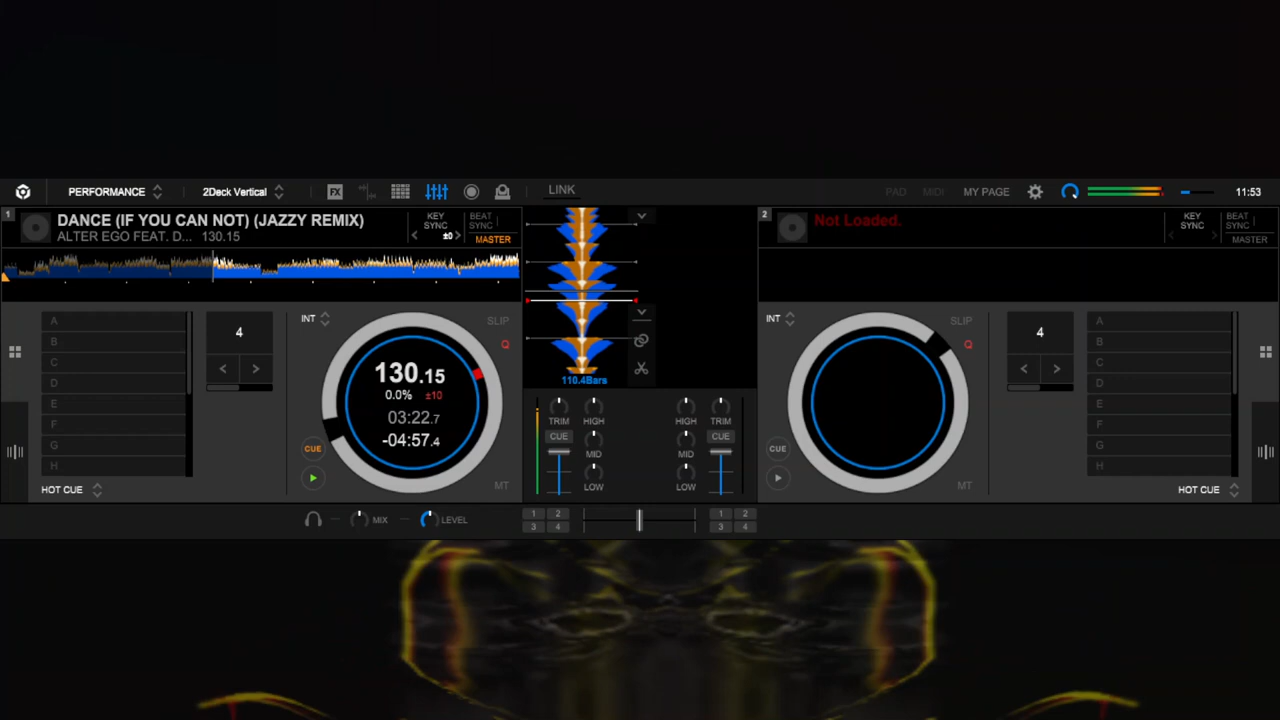 PERFORMANCE 2Deck Vertical FX LINK PAD MIDI MY PAGE 11:53
1 DANCE (IF YOU CAN NOT) (JAZZY REMIX) KEY SYNC ±0 BEAT SYNC MASTER
ALTER EGO FEAT. D... 130.15
2 Not Loaded. KEY SYNC BEAT SYNC MASTER
A
B
C
D
E
F
G
H
HOT CUE
4
INT
SLIP
Q
130.15
0.0% ±10
03:22.7
-04:57.4
CUE
MT
110.4Bars
TRIM HIGH HIGH TRIM
CUE CUE
MID MID
LOW LOW
INT
SLIP
Q
CUE
MT
4
A
B
C
D
E
F
G
H
HOT CUE
MIX LEVEL
1 2 1 2
3 4 3 4